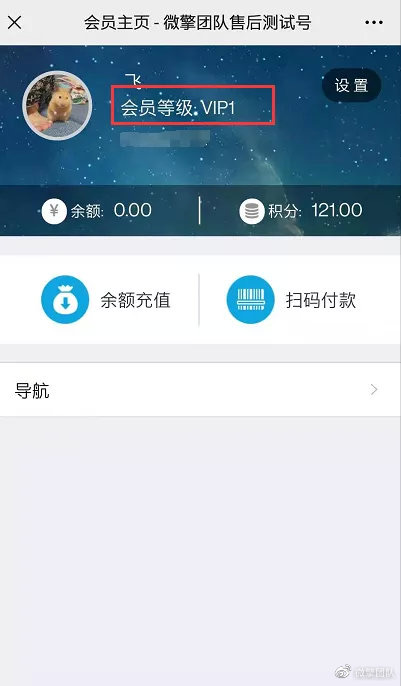 会员主页 - 微擎团队售后测试号
飞
设 置
会员等级 VIP1
¥ 余额: 0.00
积分: 121.00
余额充值
扫码付款
导航
微擎团队